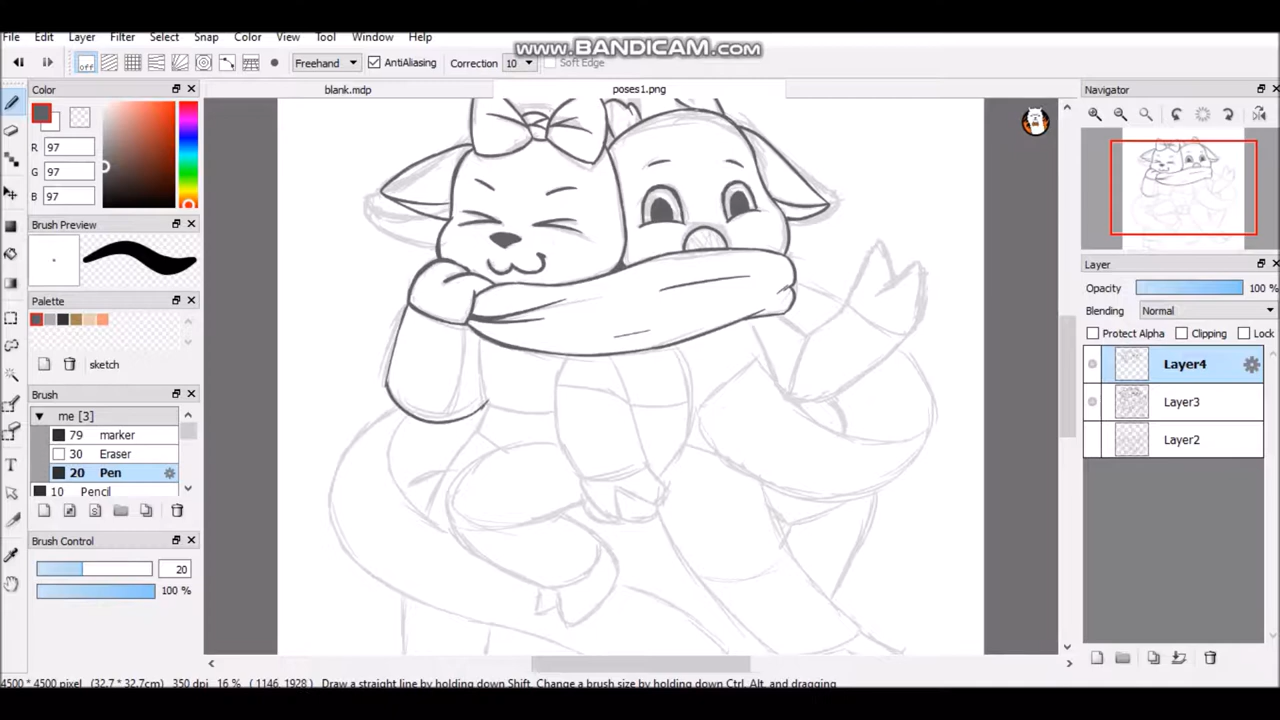 www.BANDICAM.com
File Edit Layer Filter Select Snap Color View Tool Window Help
off Freehand AntiAliasing Correction 10 Soft Edge
Color
blank.mdp poses1.png
Navigator
R 97
G 97
B 97
Brush Preview
Palette
sketch
Brush
me [3]
79 marker
30 Eraser
20 Pen
10 Pencil
Brush Control
20
100 %
Layer
Opacity 100 %
Blending Normal
Protect Alpha Clipping Lock
Layer4
Layer3
Layer2
4500 * 4500 pixel (32.7 * 32.7cm) 350 dpi 16 % ( 1146, 1928 ) Draw a straight line by holding down Shift, Change a brush size by holding down Ctrl, Alt, and dragging